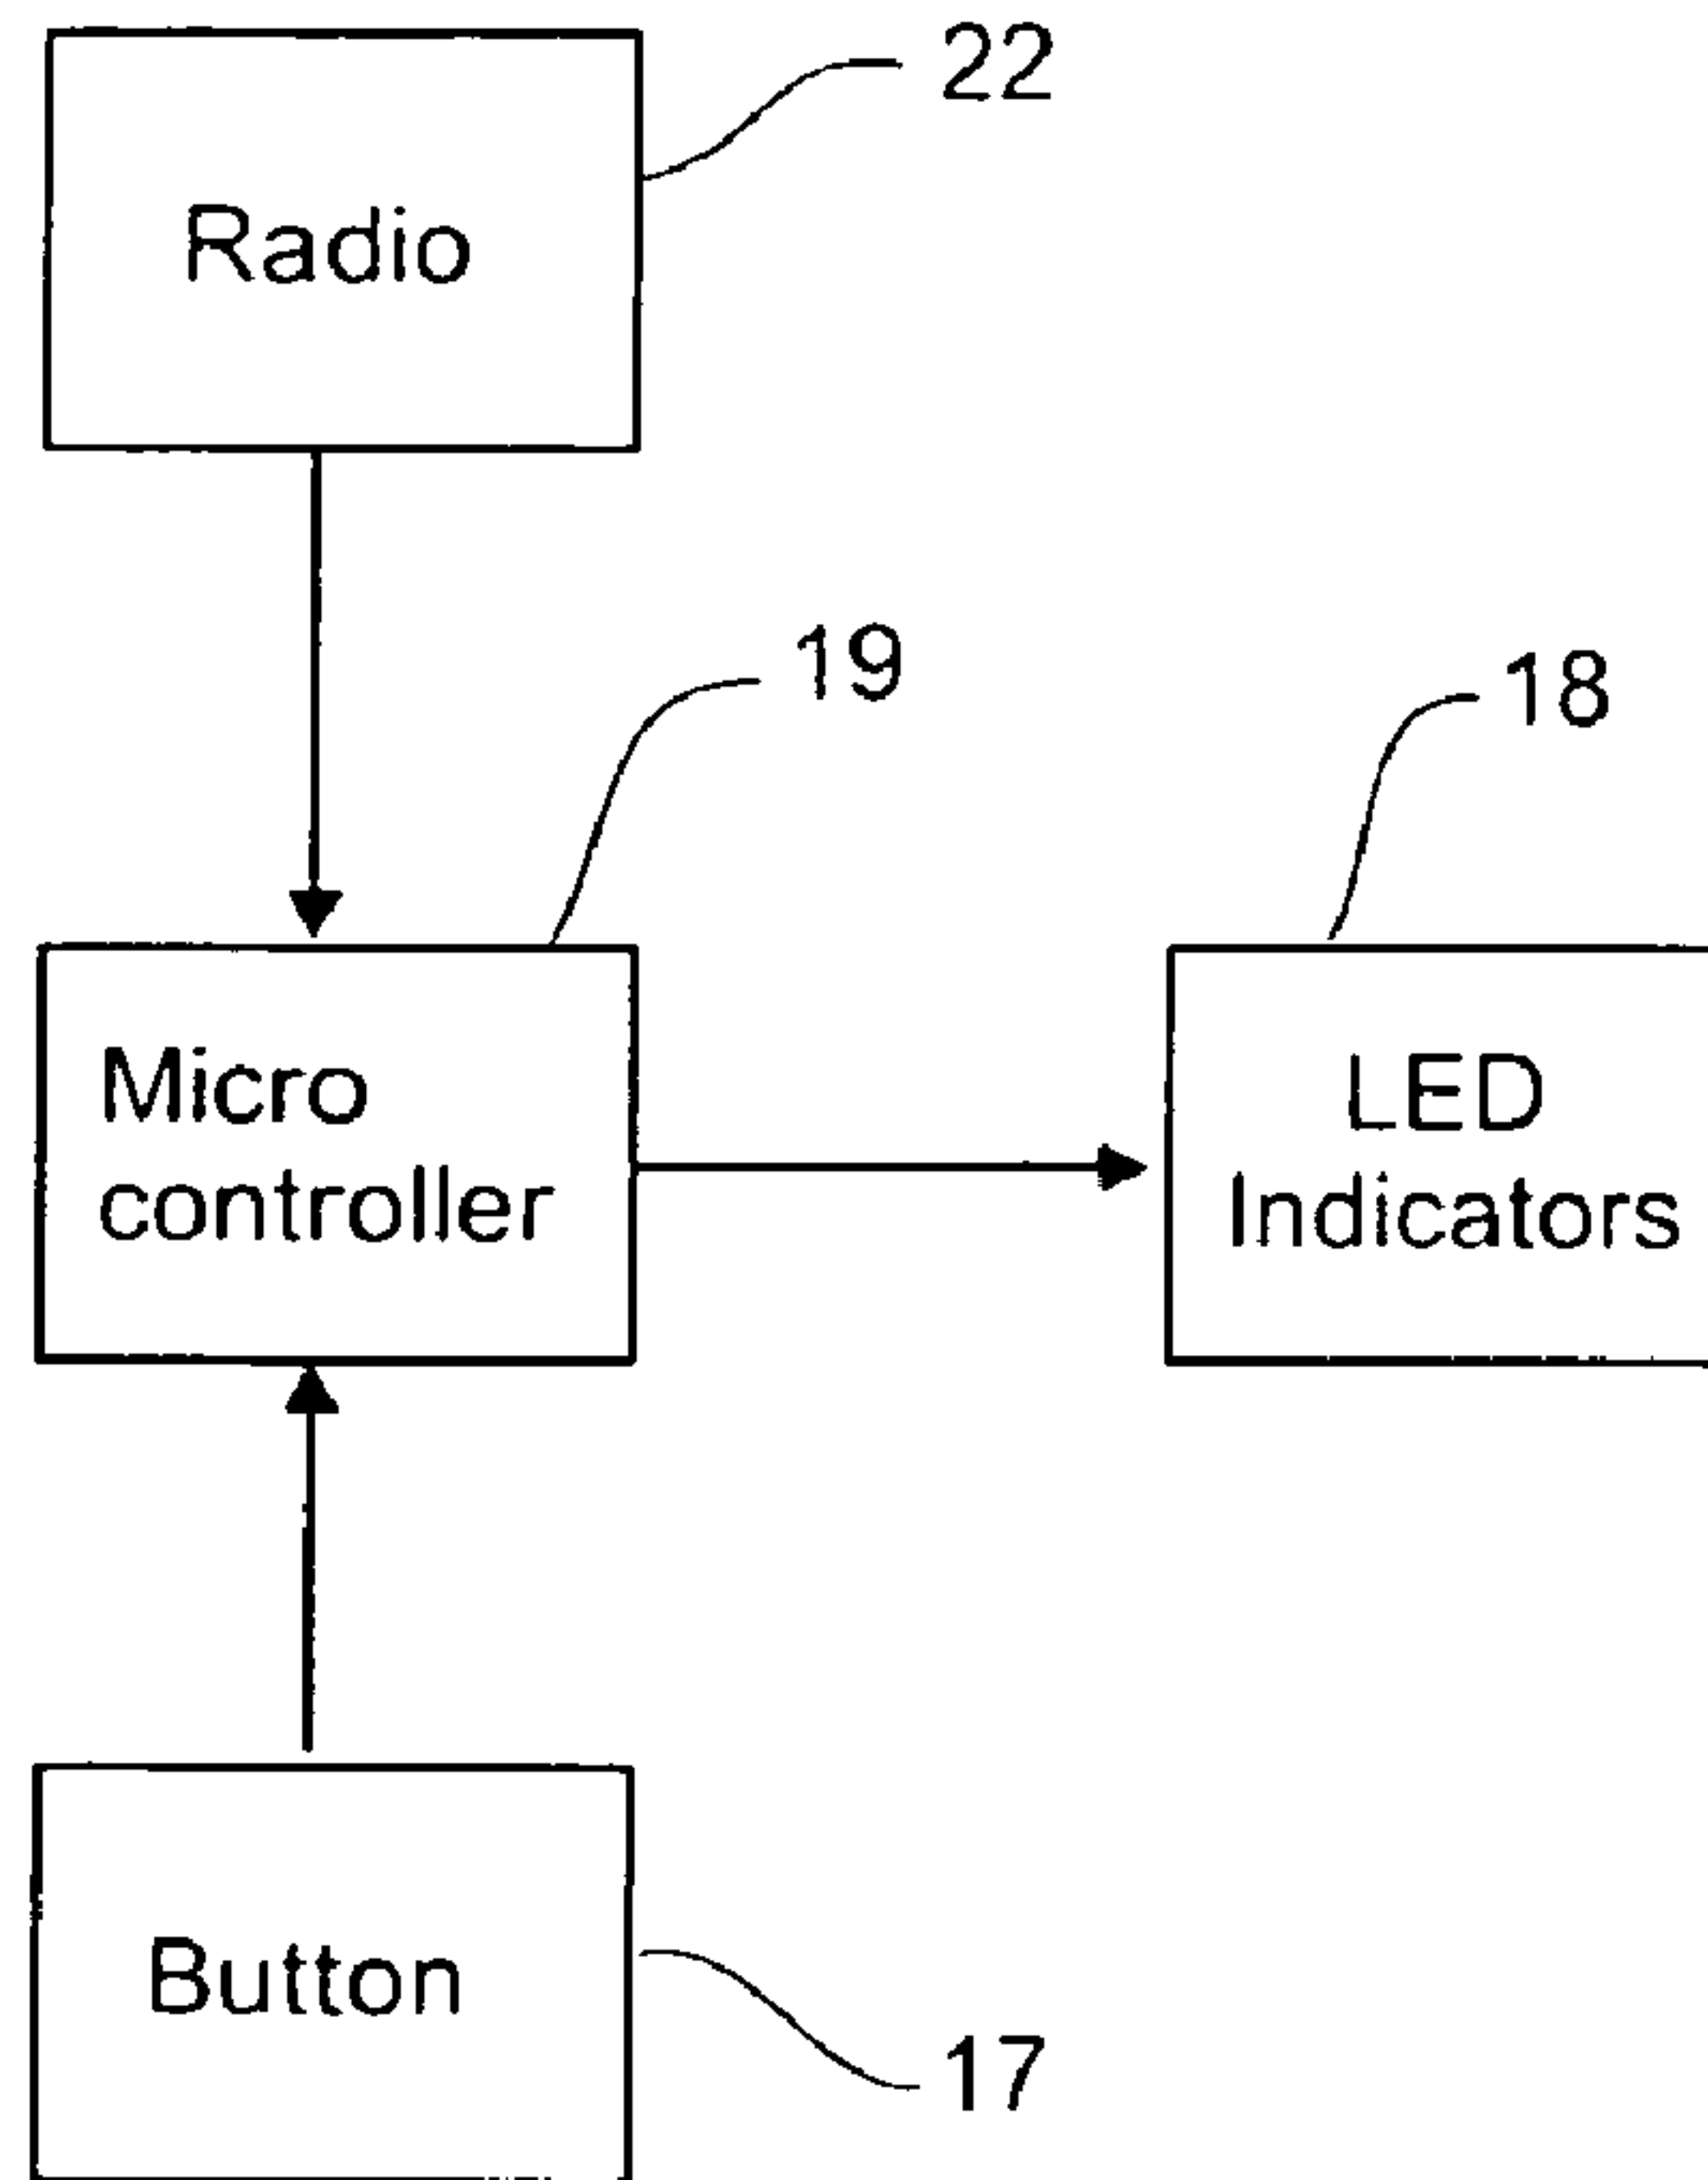 22
Radio
19
18
Micro
controller
LED
Indicators
Button
17